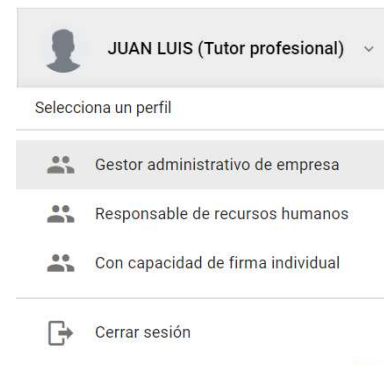 JUAN LUIS (Tutor profesional)
Selecciona un perfil
Gestor administrativo de empresa
Responsable de recursos humanos
Con capacidad de firma individual
Cerrar sesión